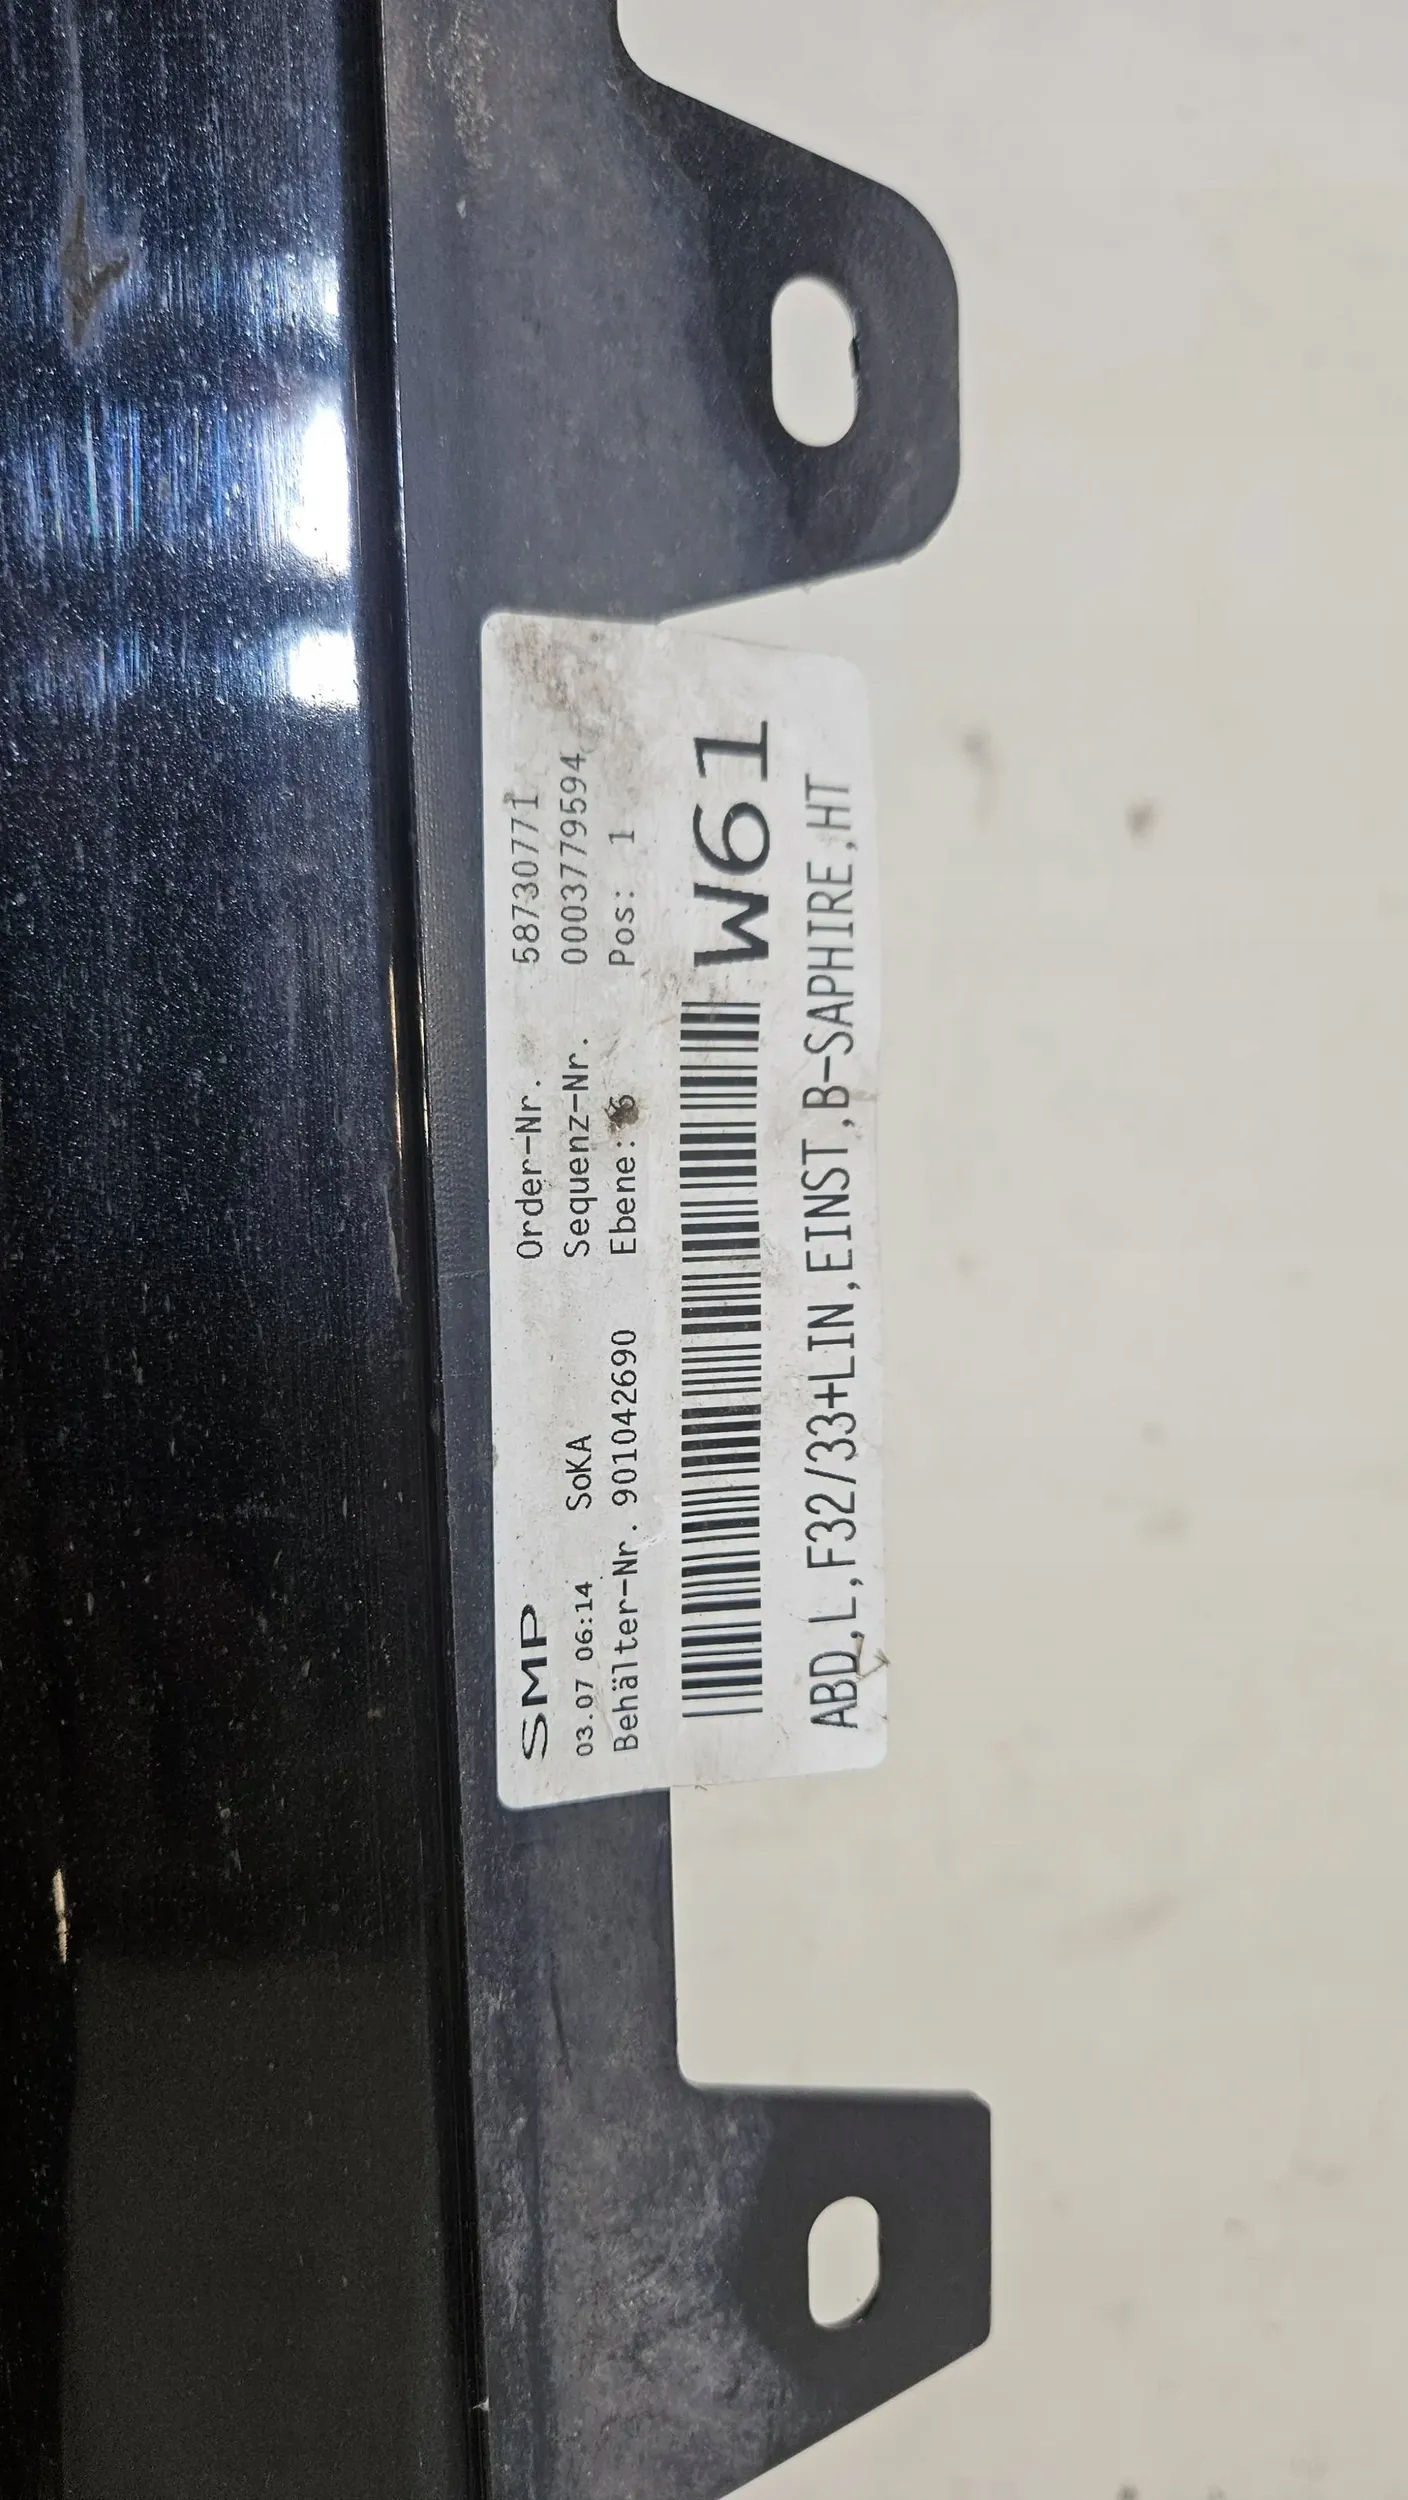 SMP Order-Nr. 58730771
03.07 06:14 SoKA Sequenz-Nr. 0003779594
Behälter-Nr. 901042690 Ebene: Pos: 1
W61
ABD,L,F32/33+LIN,EINST,B-SAPHIRE,HT